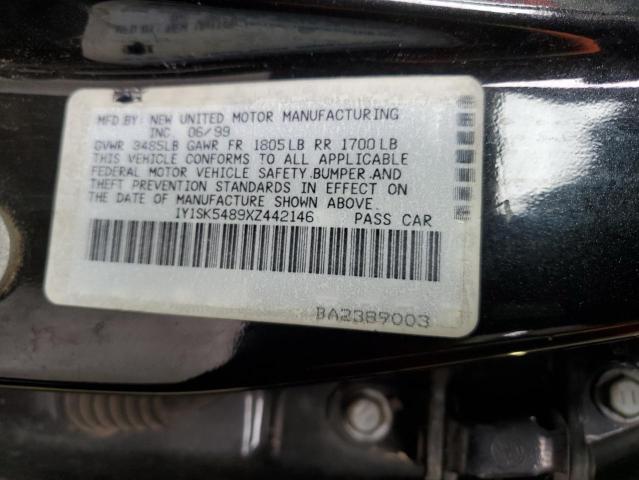 MFD.BY: NEW UNITED MOTOR MANUFACTURING
INC 06/99
GVWR 3485LB GAWR FR 1805LB RR 1700LB
THIS VEHICLE CONFORMS TO ALL APPLICABLE
FEDERAL MOTOR VEHICLE SAFETY.BUMPER.AND
THEFT PREVENTION STANDARDS IN EFFECT ON
THE DATE OF MANUFACTURE SHOWN ABOVE.
1Y1SK5489XZ442146 PASS CAR
BA2389003